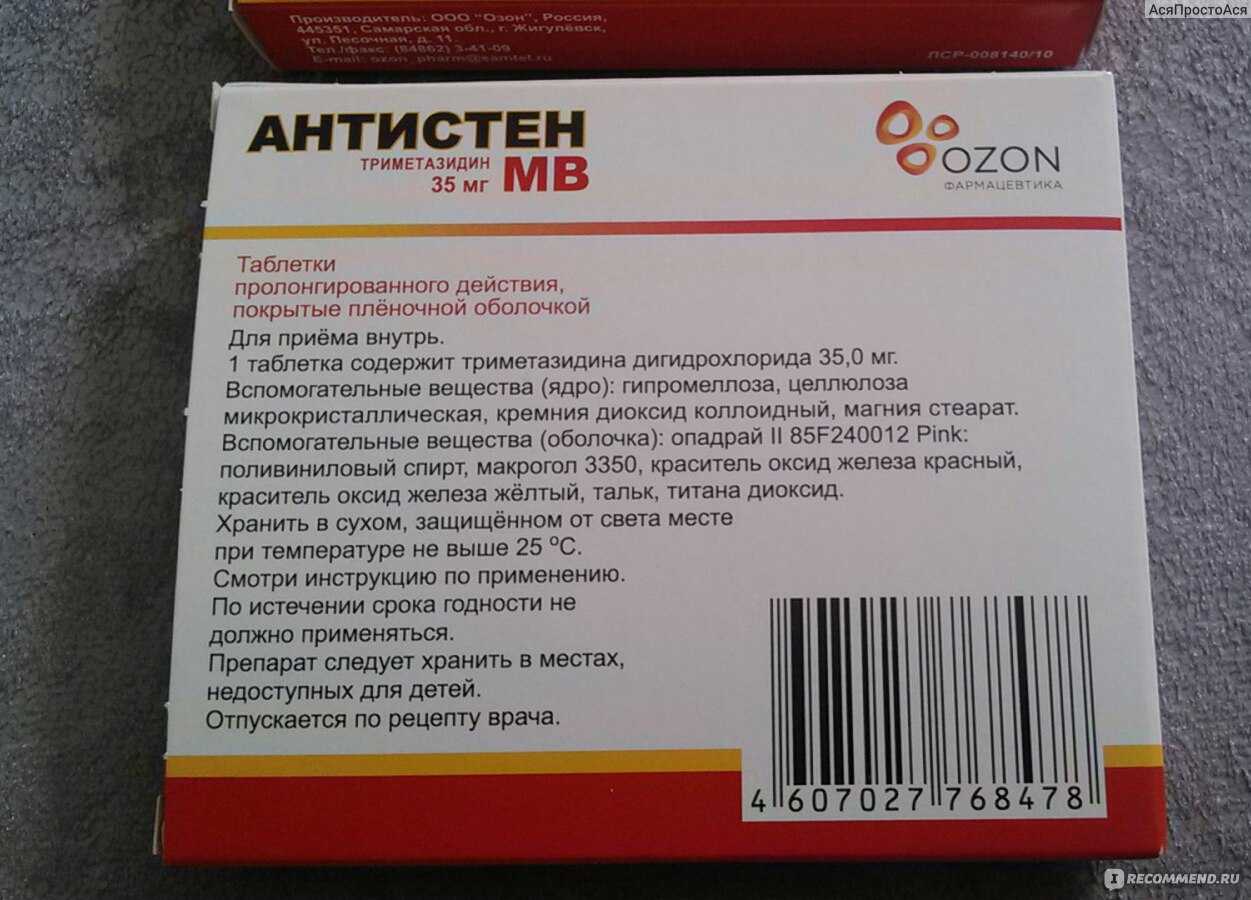 АсяПростоАся
Производитель: ООО "Озон", Россия,
445351, Самарская обл., г. Жигулёвск,
ул. Песочная, д. 11.
Тел./факс: (84862) 3-41-09
E-mail: ozon_pharm@samtel.ru
ЛСР-008140/10
АНТИСТЕН
ТРИМЕТАЗИДИН
35 мг МВ
OZON
ФАРМАЦЕВТИКА
Таблетки
пролонгированного действия,
покрытые плёночной оболочкой
Для приёма внутрь.
1 таблетка содержит триметазидина дигидрохлорида 35,0 мг.
Вспомогательные вещества (ядро): гипромеллоза, целлюлоза
микрокристаллическая, кремния диоксид коллоидный, магния стеарат.
Вспомогательные вещества (оболочка): опадрай II 85F240012 Pink:
поливиниловый спирт, макрогол 3350, краситель оксид железа красный,
краситель оксид железа жёлтый, тальк, титана диоксид.
Хранить в сухом, защищённом от света месте
при температуре не выше 25 ºС.
Смотри инструкцию по применению.
По истечении срока годности не
должно применяться.
Препарат следует хранить в местах,
недоступных для детей.
Отпускается по рецепту врача.
4 607027 768478
IRECOMMEND.RU